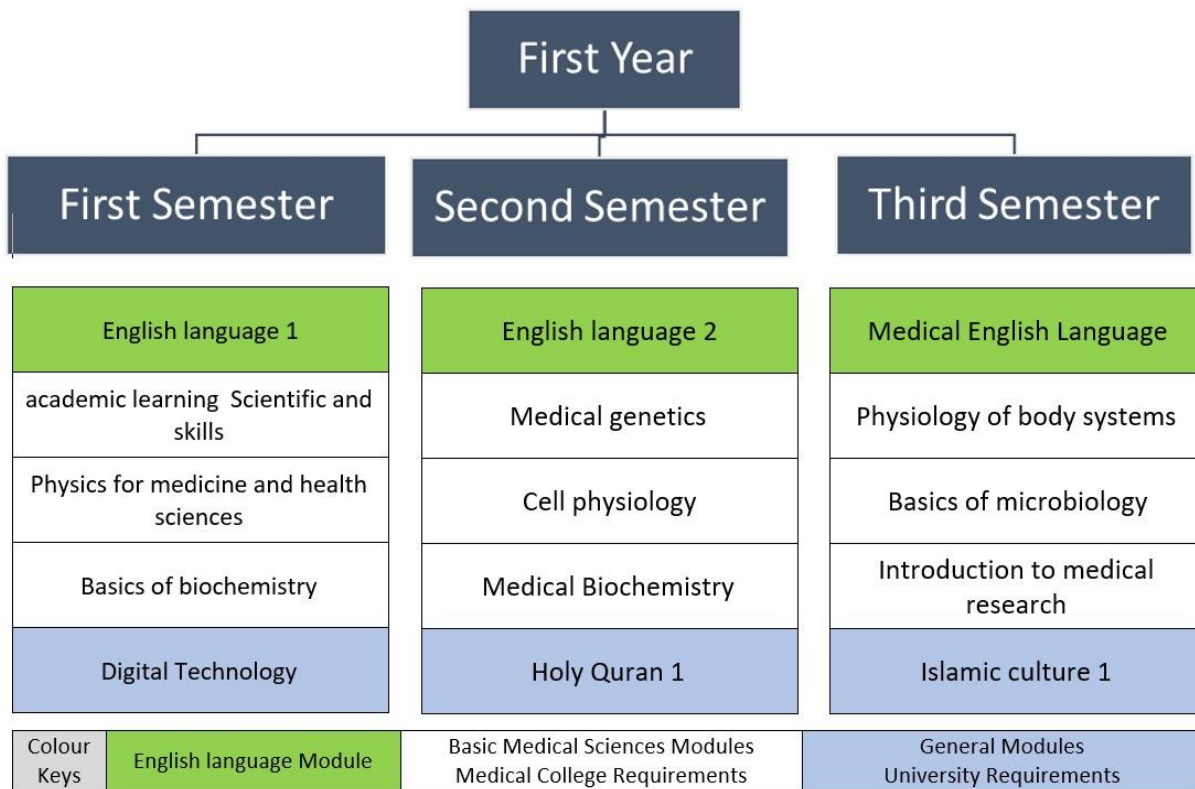 First Year
First Semester
Second Semester
Third Semester
English language 1
English language 2
Medical English Language
academic learning Scientific and
skills
Medical genetics
Physiology of body systems
Physics for medicine and health
sciences
Cell physiology
Basics of microbiology
Basics of biochemistry
Medical Biochemistry
Introduction to medical
research
Digital Technology
Holy Quran 1
Islamic culture 1
Colour
Keys
English language Module
Basic Medical Sciences Modules
Medical College Requirements
General Modules
University Requirements